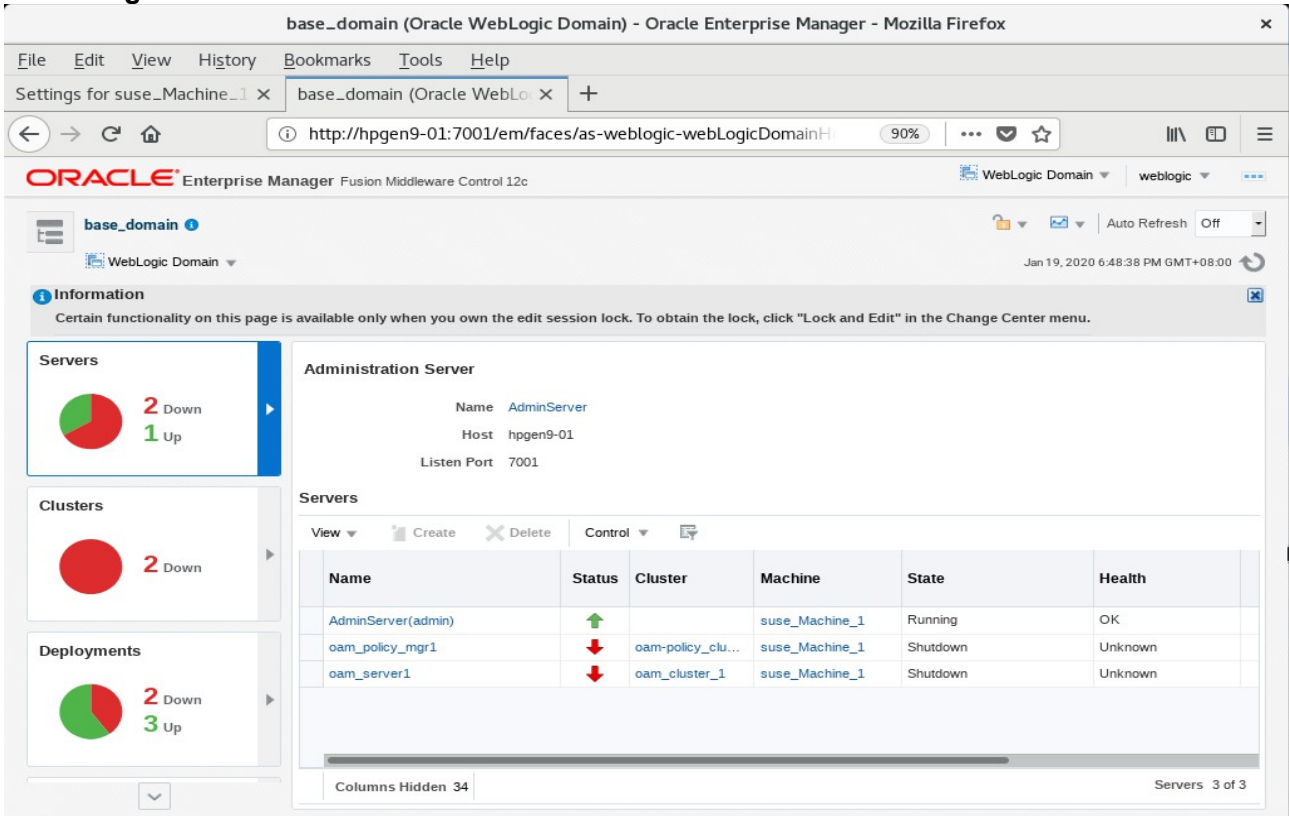 base_domain (Oracle WebLogic Domain) - Oracle Enterprise Manager - Mozilla Firefox
File Edit View History Bookmarks Tools Help
Settings for suse_Machine_1 base_domain (Oracle WebLo
http://hpgen9-01:7001/em/faces/as-weblogic-webLogicDomainH 90%
ORACLE Enterprise Manager Fusion Middleware Control 12c WebLogic Domain weblogic
base_domain Auto Refresh Off
WebLogic Domain Jan 19, 2020 6:48:38 PM GMT+08:00
Information
Certain functionality on this page is available only when you own the edit session lock. To obtain the lock, click "Lock and Edit" in the Change Center menu.
Servers
2 Down
1 Up
Clusters
2 Down
Deployments
2 Down
3 Up
Administration Server
Name AdminServer
Host hpgen9-01
Listen Port 7001
Servers
View Create Delete Control
Name Status Cluster Machine State Health
AdminServer(admin) suse_Machine_1 Running OK
oam_policy_mgr1 oam-policy_clu... suse_Machine_1 Shutdown Unknown
oam_server1 oam_cluster_1 suse_Machine_1 Shutdown Unknown
Columns Hidden 34 Servers 3 of 3